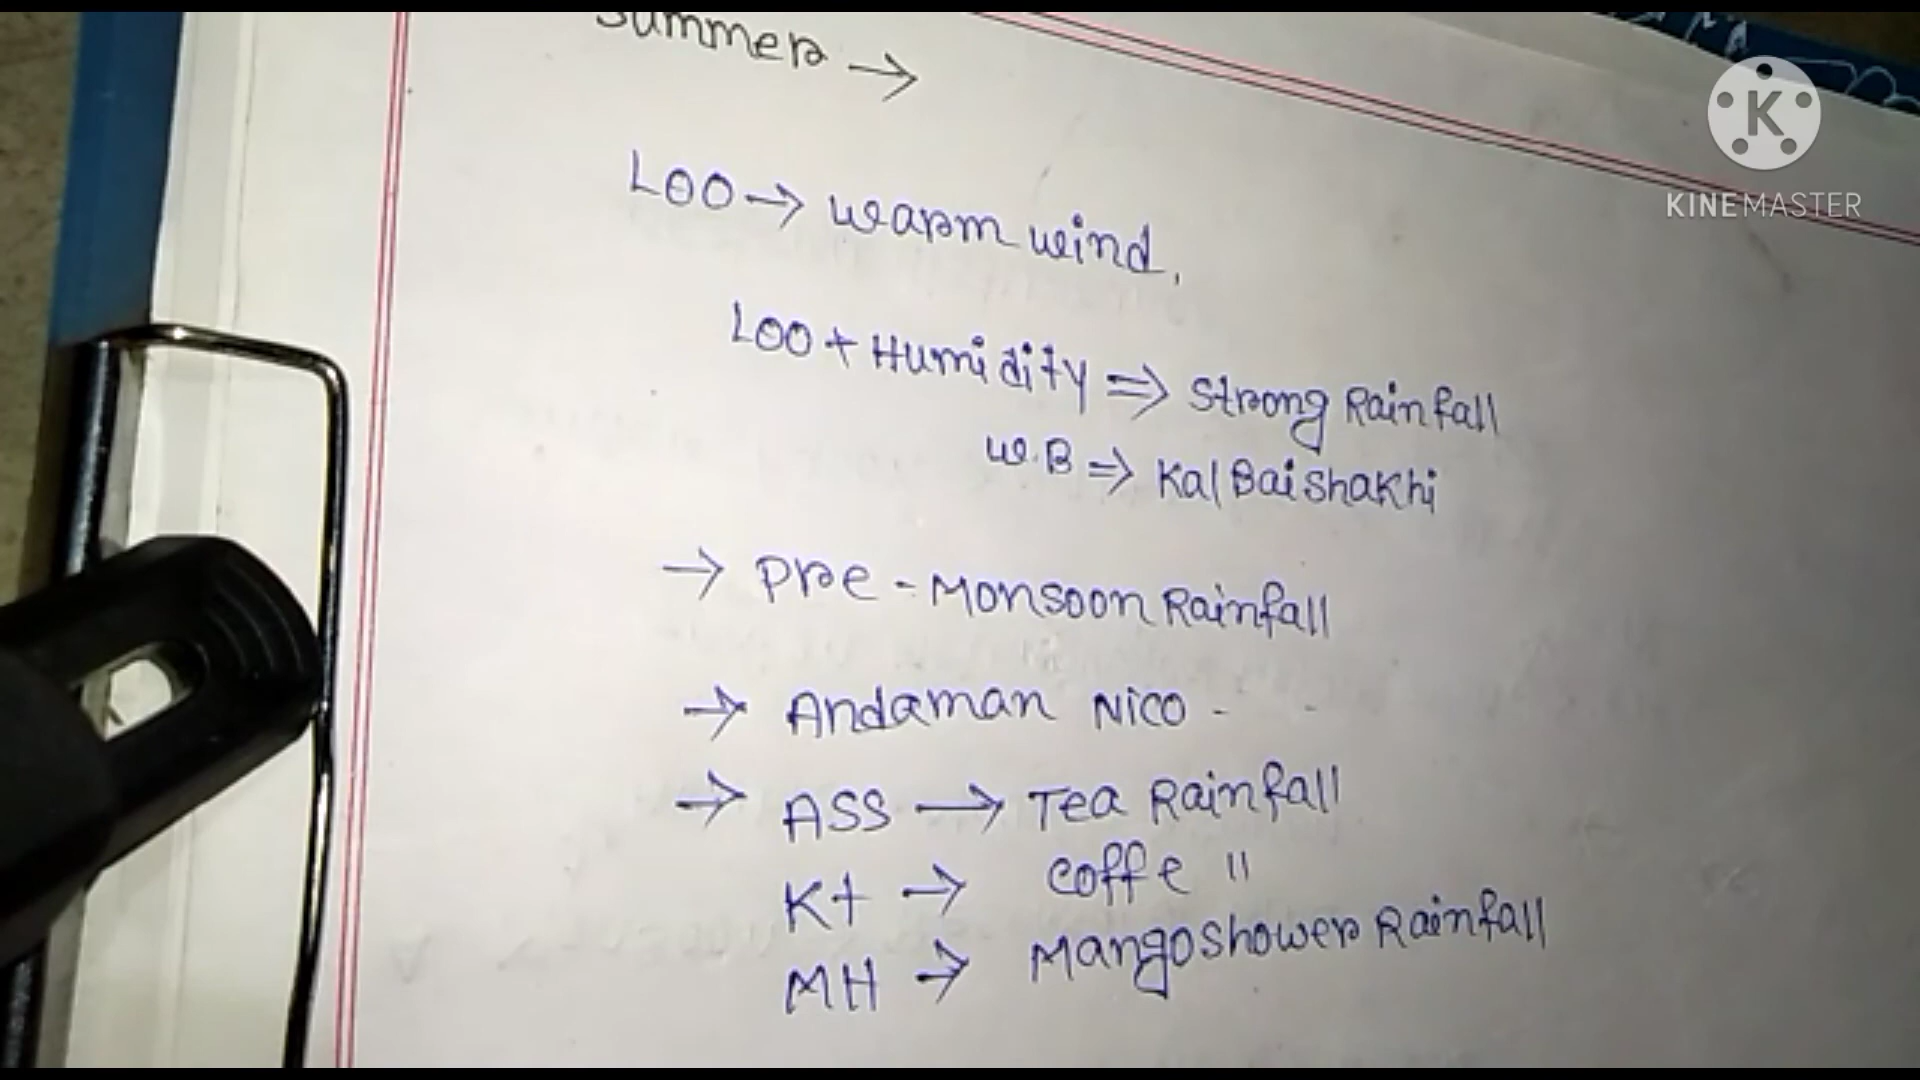 Summer →
LOO → warm wind.
LOO + Humidity ⇒ Strong Rainfall
W.B ⇒ Kal Baishakhi
→ Pre - Monsoon Rainfall
→ Andaman Nico - -
→ ASS → Tea Rainfall
Kt → Coffe "
MH → Mangoshower Rainfall
K
KINEMASTER